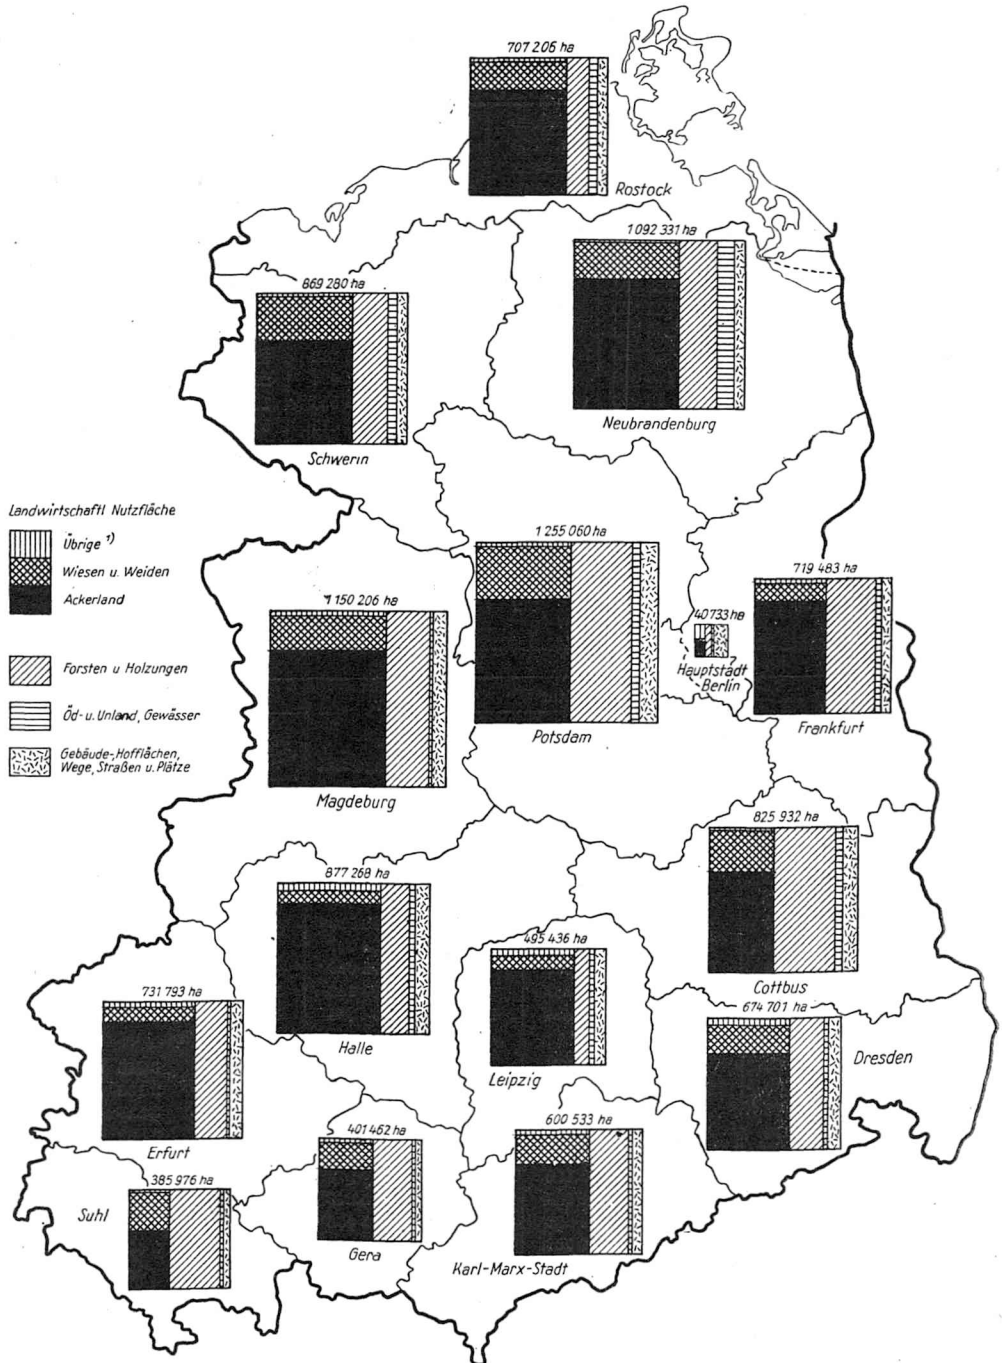 707 206 ha
Rostock
1 092 331 ha
Neubrandenburg
869 280 ha
Schwerin
Landwirtschaftl Nutzfläche
Übrige 1)
Wiesen u. Weiden
Ackerland
Forsten u Holzungen
Öd- u. Unland, Gewässer
Gebäude-, Hofflächen,
Wege, Straßen u. Plätze
1 255 060 ha
Potsdam
719 483 ha
Frankfurt
1 150 206 ha
Magdeburg
40733 ha
Hauptstadt
Berlin
825 932 ha
Cottbus
877 268 ha
Halle
495 436 ha
Leipzig
731 793 ha
Erfurt
674 701 ha
Dresden
401 462 ha
Gera
600 533 ha
Karl-Marx-Stadt
385 976 ha
Suhl